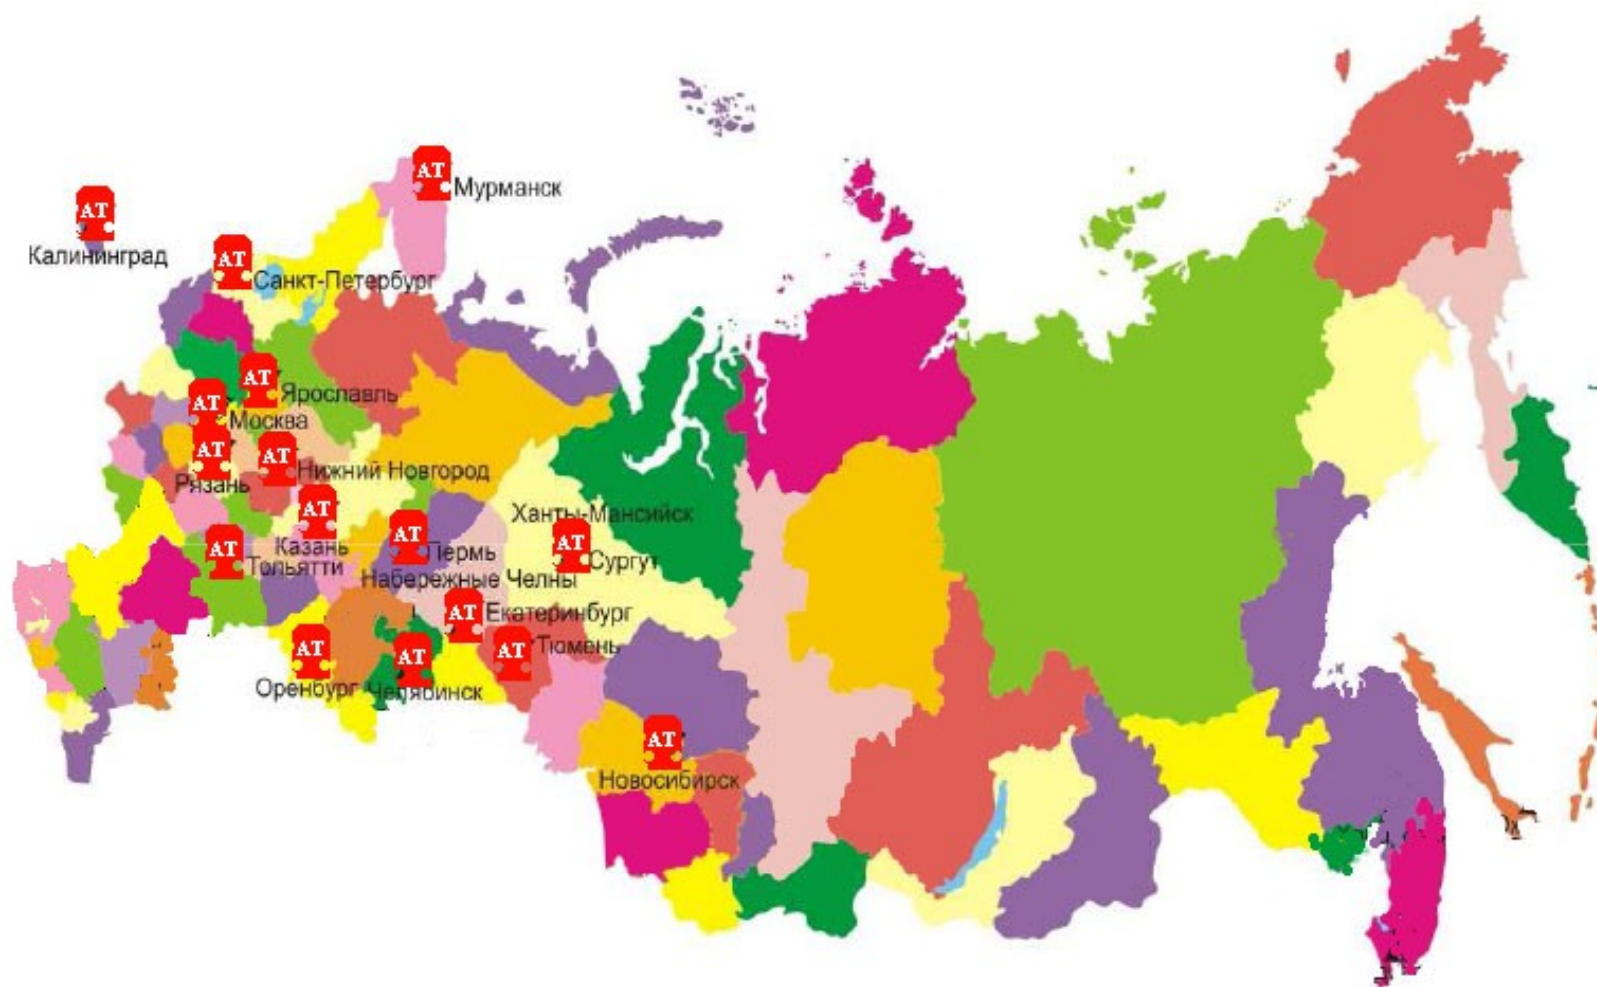 АТ
Мурманск
АТ
Калининград
АТ
Санкт-Петербург
АТ
Ярославль
АТ
Москва
АТ
Рязань
АТ
Нижний Новгород
АТ
Казань
Ханты-Мансийск
АТ
Сургут
АТ
Пермь
АТ
Тольятти
Набережные Челны
АТ
Екатеринбург
АТ
Тюмень
АТ
Оренбург
АТ
Челябинск
АТ
Новосибирск